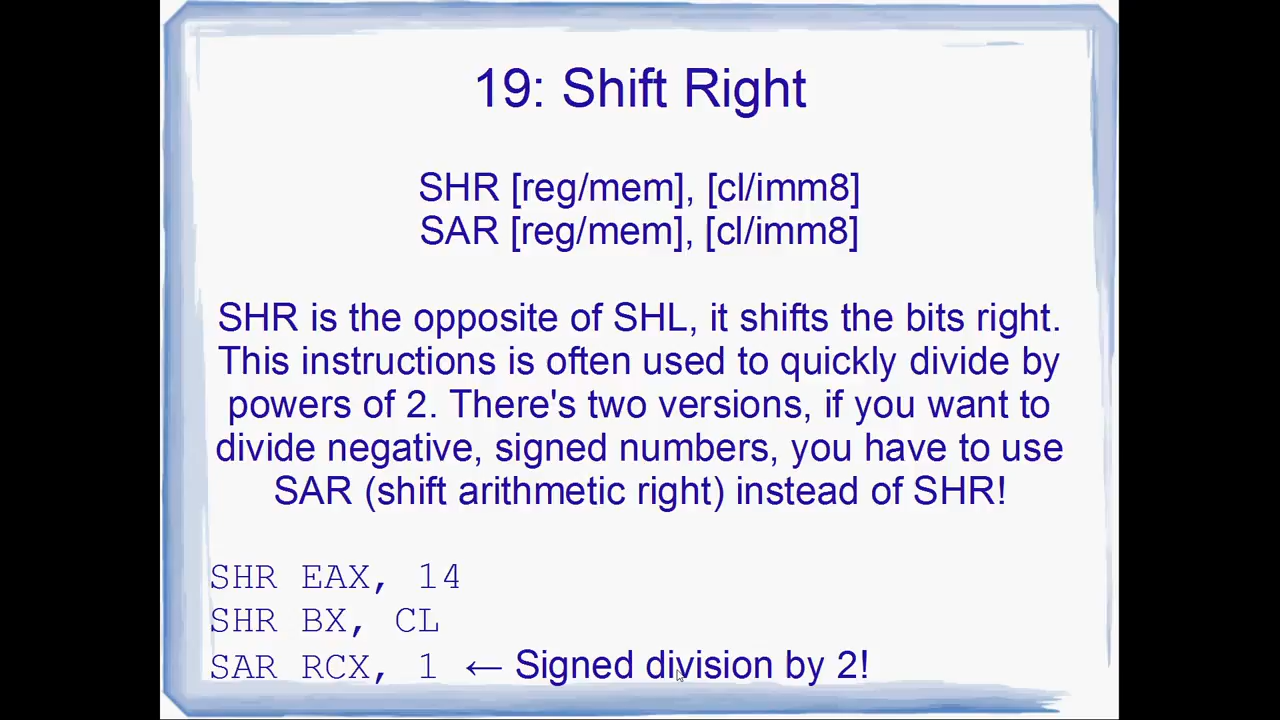 19: Shift Right
SHR [reg/mem], [cl/imm8]
SAR [reg/mem], [cl/imm8]
SHR is the opposite of SHL, it shifts the bits right.
This instructions is often used to quickly divide by
powers of 2. There's two versions, if you want to
divide negative, signed numbers, you have to use
SAR (shift arithmetic right) instead of SHR!
SHR EAX, 14
SHR BX, CL
SAR RCX, 1 ← Signed division by 2!